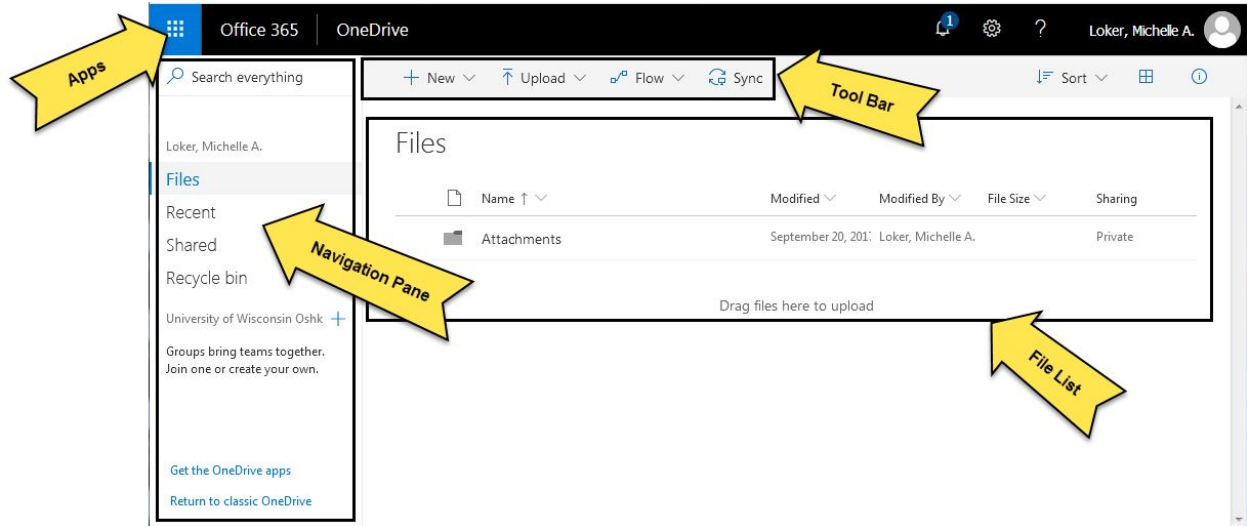 Office 365
OneDrive
1
?
Loker, Michelle A.
Apps
Search everything
New
Upload
Flow
Sync
Sort
Tool Bar
Loker, Michelle A.
Files
Recent
Shared
Recycle bin
University of Wisconsin Oshk
Groups bring teams together.
Join one or create your own.
Get the OneDrive apps
Return to classic OneDrive
Navigation Pane
Files
Name Modified Modified By File Size Sharing
Attachments September 20, 201 Loker, Michelle A. Private
Drag files here to upload
File List